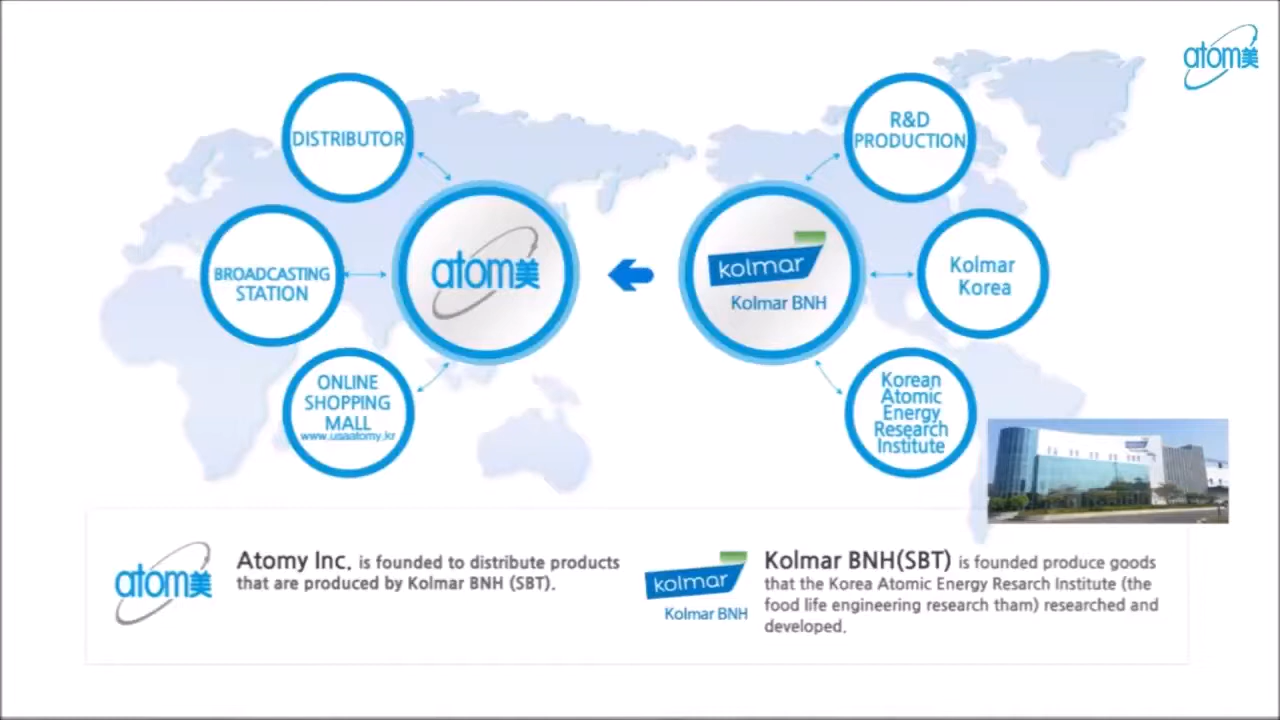 atom美
DISTRIBUTOR
BROADCASTING
STATION
ONLINE
SHOPPING
MALL
www.usaatomy.kr
atom美
kolmar
Kolmar BNH
R&D
PRODUCTION
Kolmar
Korea
Korean
Atomic
Energy
Research
Institute
atom美
Atomy Inc. is founded to distribute products
that are produced by Kolmar BNH (SBT).
kolmar
Kolmar BNH
Kolmar BNH(SBT) is founded produce goods
that the Korea Atomic Energy Resarch Institute (the
food life engineering research tham) researched and
developed.